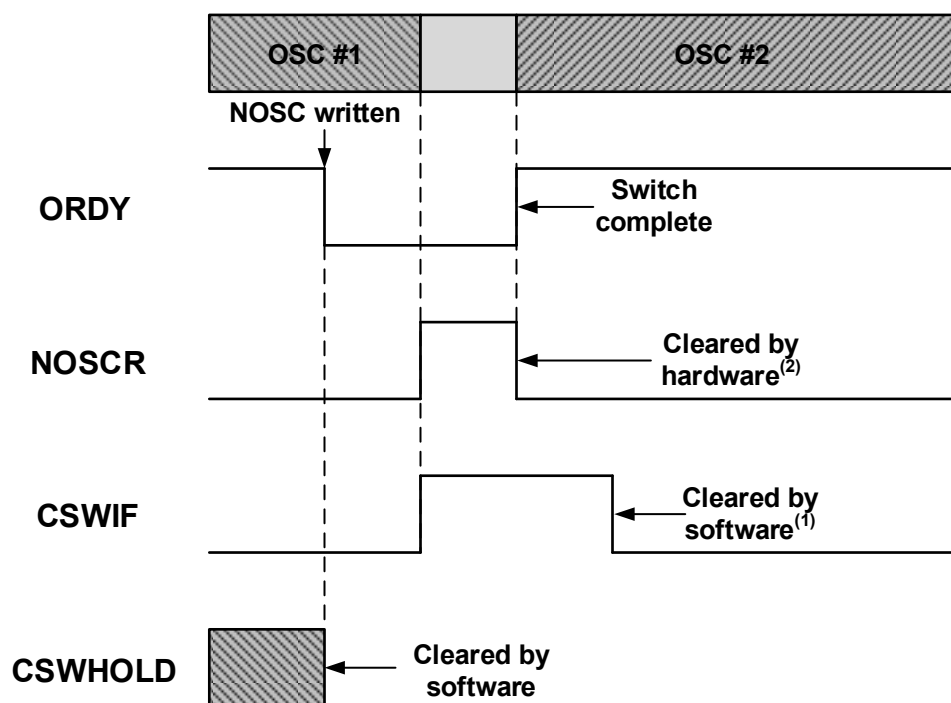 OSC #1
OSC #2
NOSC written
ORDY
Switch
complete
NOSCR
Cleared by
hardware(2)
CSWIF
Cleared by
software(1)
CSWHOLD
Cleared by
software